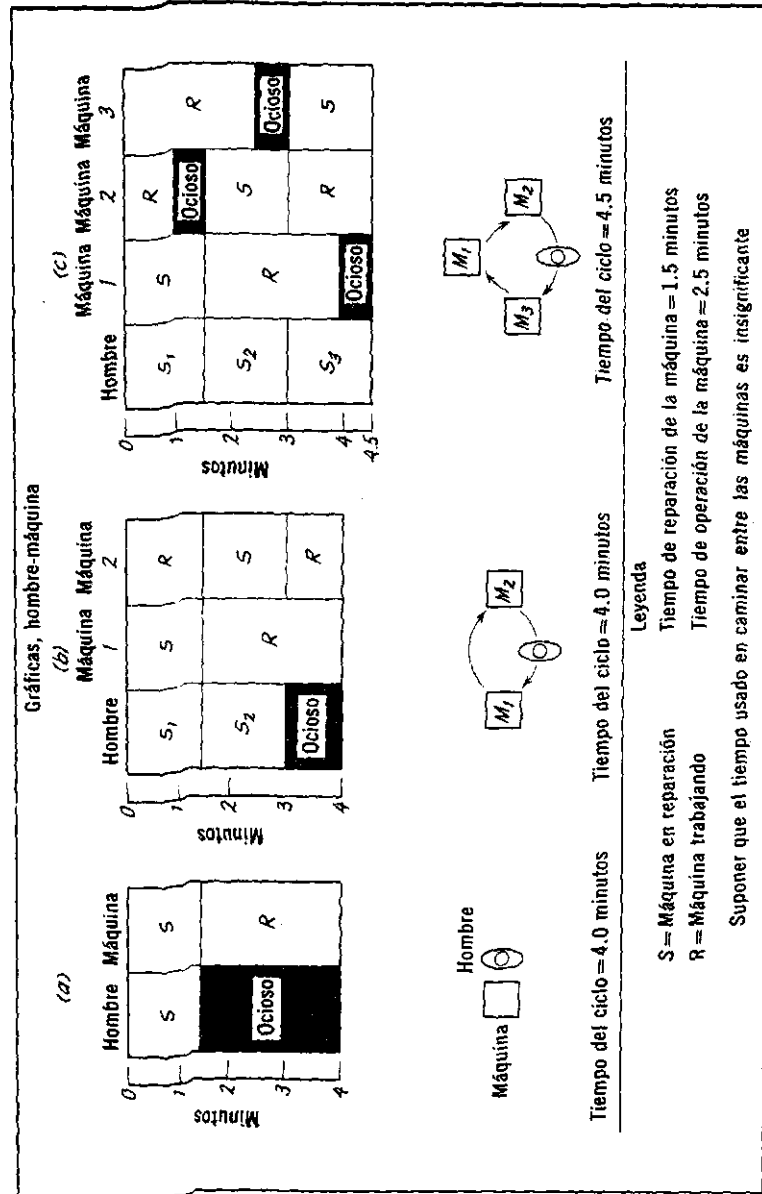 Gráficas, hombre-máquina
(a)
Hombre Máquina
Minutos
0
1
2
3
4
S
S
Ocioso
R
Máquina
Hombre
Tiempo del ciclo = 4.0 minutos
(b)
Máquina Máquina
Hombre 1 2
Minutos
0
1
2
3
4
S₁
S
R
S₂
R
S
Ocioso
R
M₁
M₂
Tiempo del ciclo = 4.0 minutos
(c)
Máquina Máquina Máquina
Hombre 1 2 3
Minutos
0
1
2
3
4
4.5
S₁
S
R
R
Ocioso
S₂
R
S
Ocioso
S₃
R
S
Ocioso
M₁
M₃
M₂
Tiempo del ciclo = 4.5 minutos
Leyenda
S = Máquina en reparación
Tiempo de reparación de la máquina = 1.5 minutos
R = Máquina trabajando
Tiempo de operación de la máquina = 2.5 minutos
Suponer que el tiempo usado en caminar entre las máquinas es insignificante